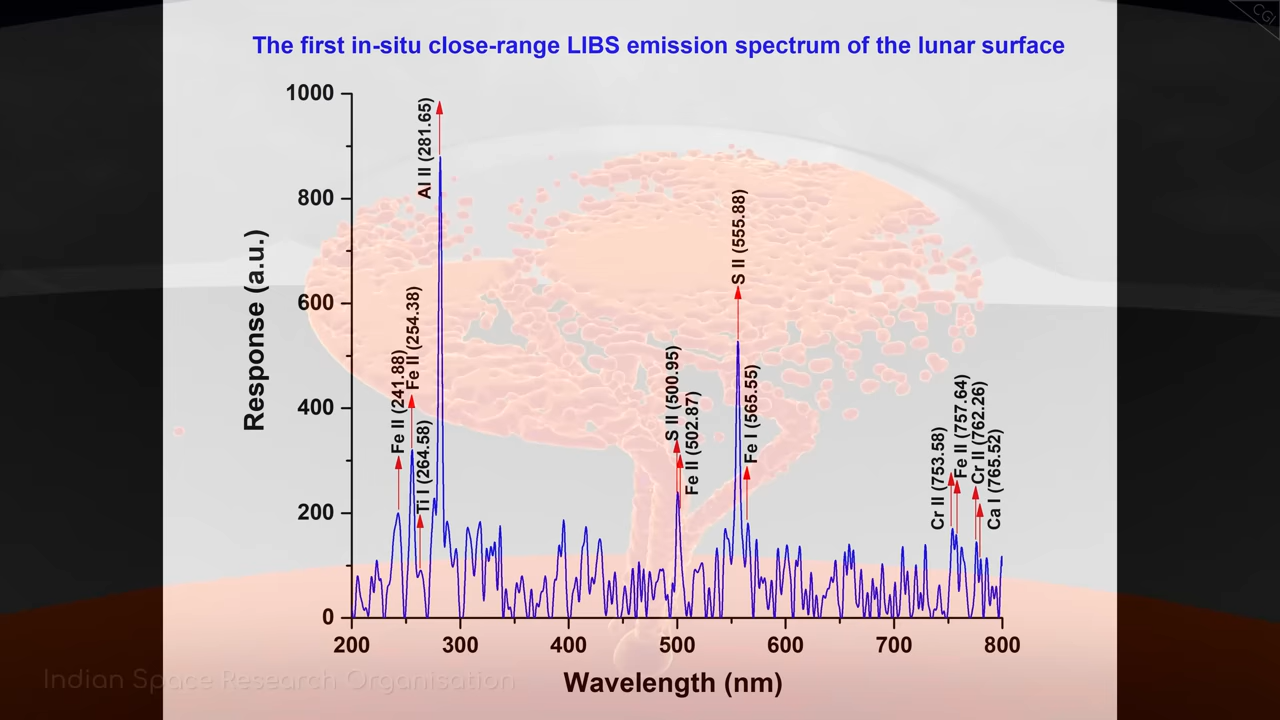 CGI
The first in-situ close-range LIBS emission spectrum of the lunar surface
1000
800
600
400
200
0
Response (a.u.)
Fe II (241.88)
Fe II (254.38)
Ti I (264.58)
Al II (281.65)
S II (500.95)
Fe II (502.87)
S II (555.88)
Fe I (565.55)
Cr II (753.58)
Fe II (757.64)
Cr II (762.26)
Ca I (765.52)
200 300 400 500 600 700 800
Wavelength (nm)
Indian Space Research Organisation